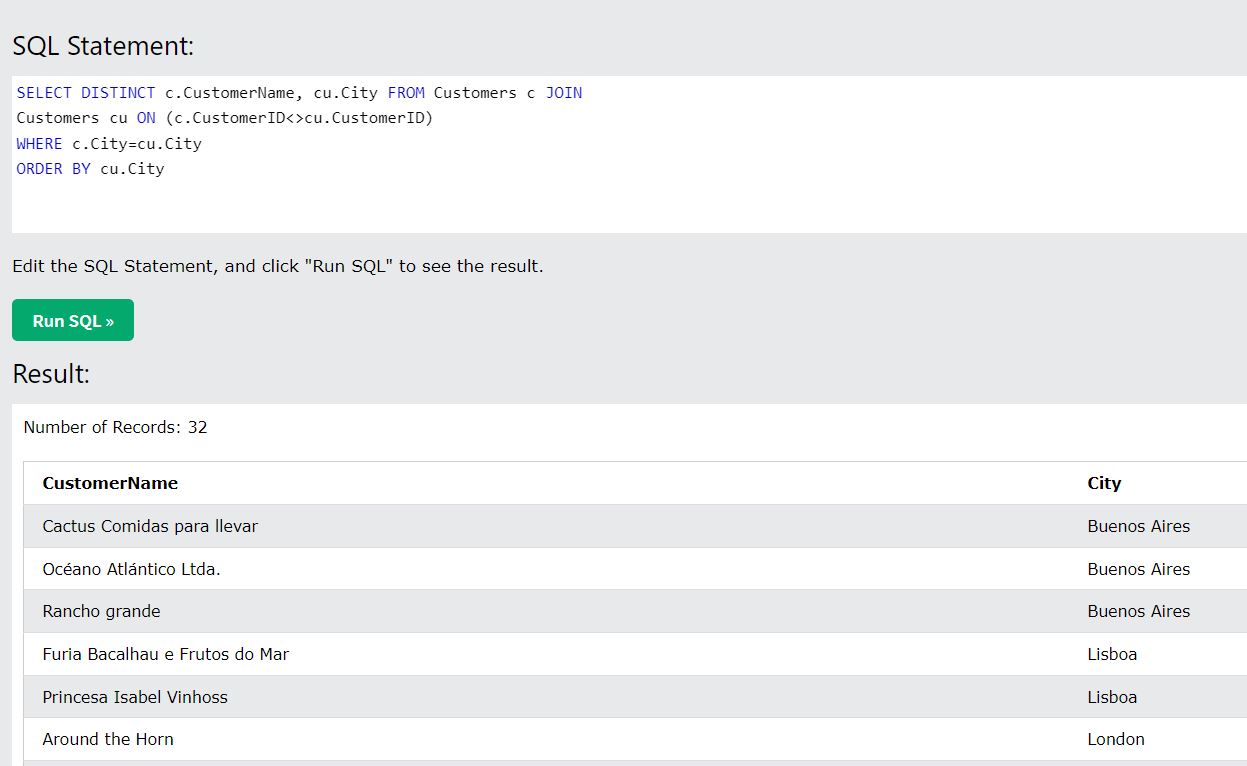 SQL Statement:
SELECT DISTINCT c.CustomerName, cu.City FROM Customers c JOIN
Customers cu ON (c.CustomerID<>cu.CustomerID)
WHERE c.City=cu.City
ORDER BY cu.City
Edit the SQL Statement, and click "Run SQL" to see the result.
Run SQL »
Result:
Number of Records: 32
CustomerName City
Cactus Comidas para llevar Buenos Aires
Océano Atlántico Ltda. Buenos Aires
Rancho grande Buenos Aires
Furia Bacalhau e Frutos do Mar Lisboa
Princesa Isabel Vinhoss Lisboa
Around the Horn London